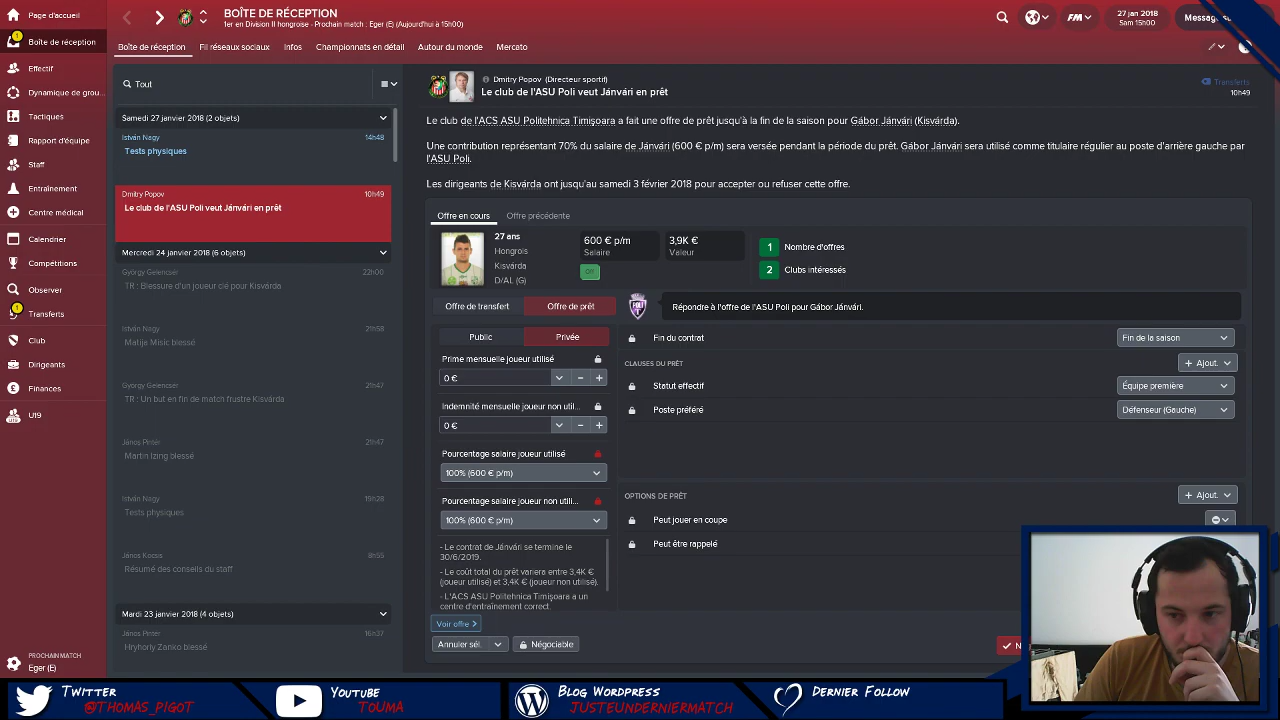 Page d'accueil
BOÎTE DE RÉCEPTION
1er en Division II hongroise - Prochain match : Eger (E) (Aujourd'hui à 15h00)
FM
27 jan 2018
Sam 15h00
1
Boîte de réception
Boîte de réception
Fil réseaux sociaux
Infos
Championnats en détail
Autour du monde
Mercato
Effectif
Dynamique de grou...
Tactiques
Rapport d'équipe
Staff
Entraînement
Centre médical
Calendrier
Compétitions
Observer
1
Transferts
Club
Dirigeants
Finances
U19
PROCHAIN MATCH
Eger (E)
Tout
Samedi 27 janvier 2018 (2 objets)
István Nagy
14h48
Tests physiques
Dmitry Popov
10h49
Le club de l'ASU Poli veut Jánvári en prêt
Mercredi 24 janvier 2018 (6 objets)
György Gelencsér
22h00
TR : Blessure d'un joueur clé pour Kisvárda
István Nagy
21h58
Matija Misic blessé
György Gelencsér
21h47
TR : Un but en fin de match frustre Kisvárda
János Pintér
21h47
Martin Izing blessé
István Nagy
19h28
Tests physiques
János Kocsis
8h55
Résumé des conseils du staff
Mardi 23 janvier 2018 (4 objets)
János Pintér
16h37
Hryhoriy Zanko blessé
Dmitry Popov (Directeur sportif)
Le club de l'ASU Poli veut Jánvári en prêt
Transferts
10h49
Le club de l'ACS ASU Politehnica Timişoara a fait une offre de prêt jusqu'à la fin de la saison pour Gábor Jánvári (Kisvárda).
Une contribution représentant 70% du salaire de Jánvári (600 € p/m) sera versée pendant la période du prêt. Gábor Jánvári sera utilisé comme titulaire régulier au poste d'arrière gauche par
l'ASU Poli.
Les dirigeants de Kisvárda ont jusqu'au samedi 3 février 2018 pour accepter ou refuser cette offre.
Offre en cours
Offre précédente
27 ans
Hongrois
Kisvárda
D/AL (G)
600 € p/m
Salaire
3,9K €
Valeur
1
Nombre d'offres
2
Clubs intéressés
Offre de transfert
Offre de prêt
POLI
Répondre à l'offre de l'ASU Poli pour Gábor Jánvári.
Public
Privée
Prime mensuelle joueur utilisé
0 €
Indemnité mensuelle joueur non util...
0 €
Pourcentage salaire joueur utilisé
100% (600 € p/m)
Pourcentage salaire joueur non utili...
100% (600 € p/m)
- Le contrat de Jánvári se termine le
30/6/2019.
- Le coût total du prêt variera entre 3,4K €
(joueur utilisé) et 3,4K € (joueur non utilisé).
- L'ACS ASU Politehnica Timişoara a un
centre d'entraînement correct.
Fin du contrat
Fin de la saison
CLAUSES DU PRÊT
Ajout.
Statut effectif
Équipe première
Poste préféré
Défenseur (Gauche)
OPTIONS DE PRÊT
Ajout.
Peut jouer en coupe
Peut être rappelé
Voir offre
Annuler sél.
Négociable
Twitter
@Thomas_Pigot
Youtube
Touma
Blog Wordpress
justeunderniermatch
Dernier Follow